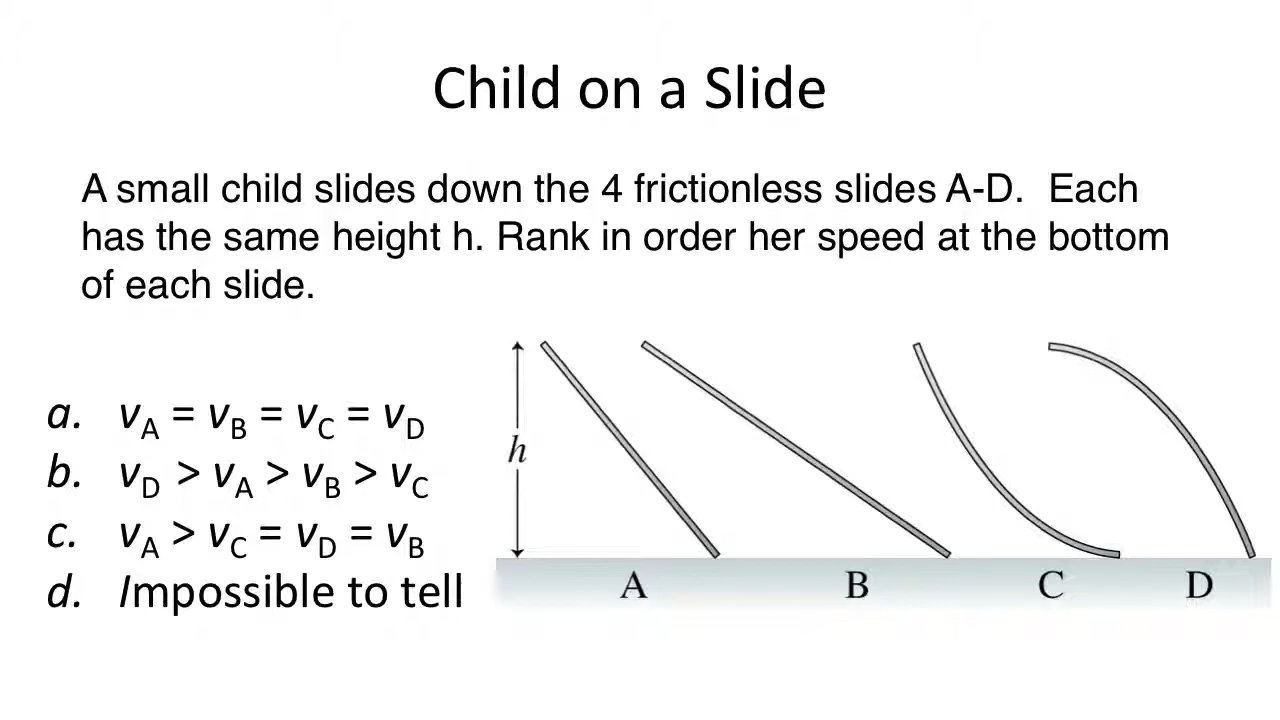 Child on a Slide
A small child slides down the 4 frictionless slides A-D.  Each
has the same height h. Rank in order her speed at the bottom
of each slide.
a. vA = vB = vC = vD
b. vD > vA > vB > vC
c. vA > vC = vD = vB
d. Impossible to tell
h
A B C D